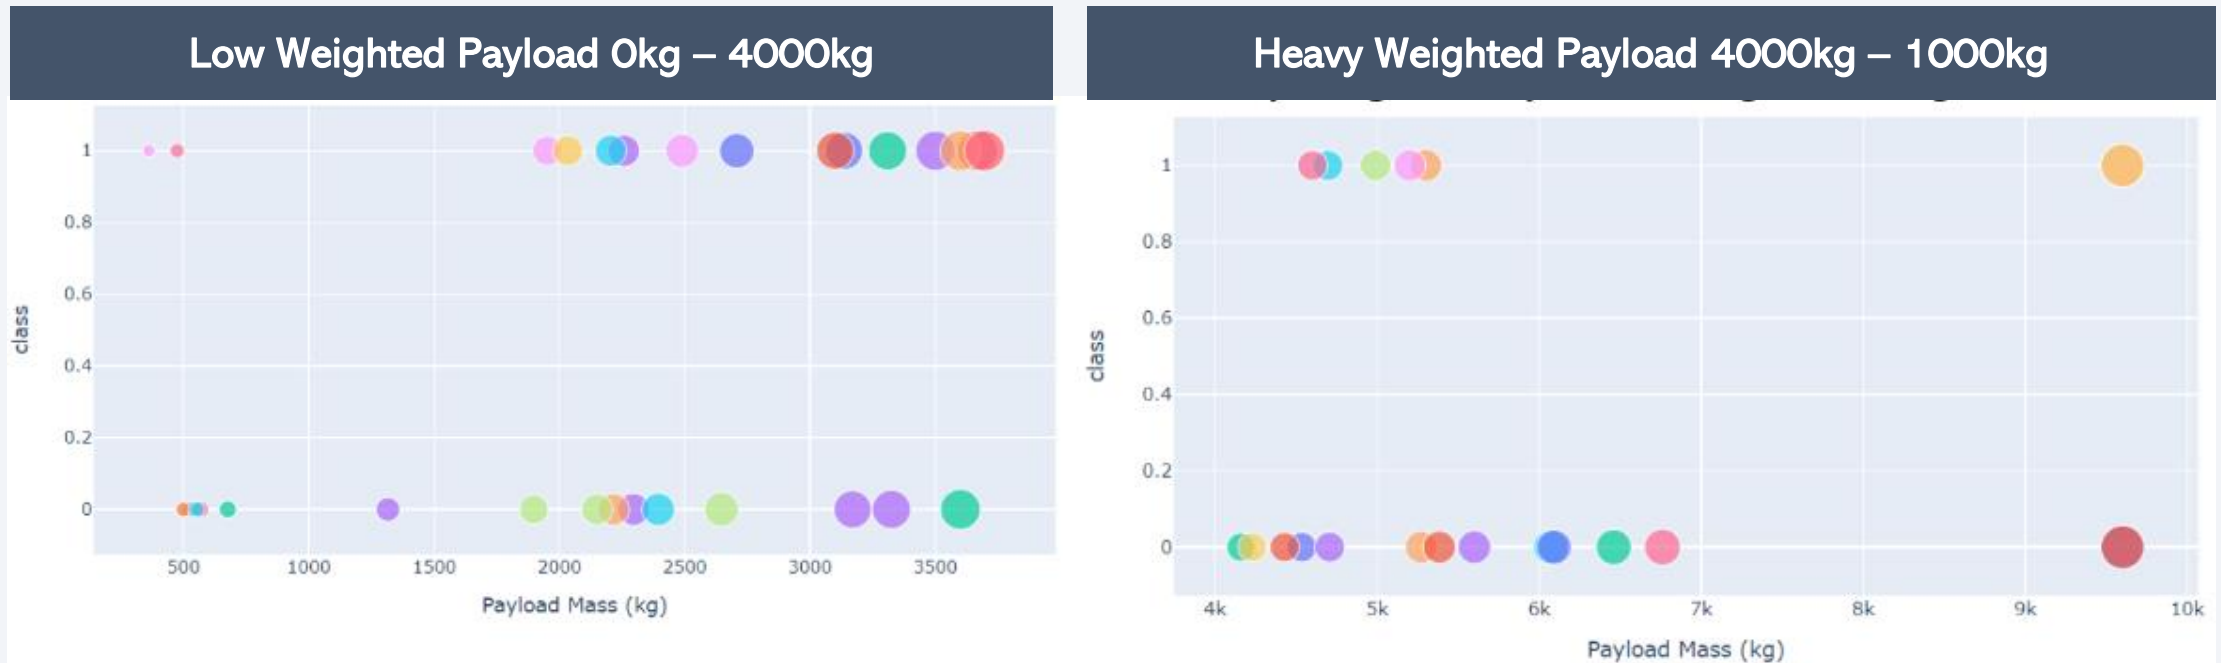 Low Weighted Payload 0kg – 4000kg
1
0.8
0.6
0.4
0.2
0
class
500 1000 1500 2000 2500 3000 3500
Payload Mass (kg)
Heavy Weighted Payload 4000kg – 1000kg
1
0.8
0.6
0.4
0.2
0
class
4k 5k 6k 7k 8k 9k 10k
Payload Mass (kg)